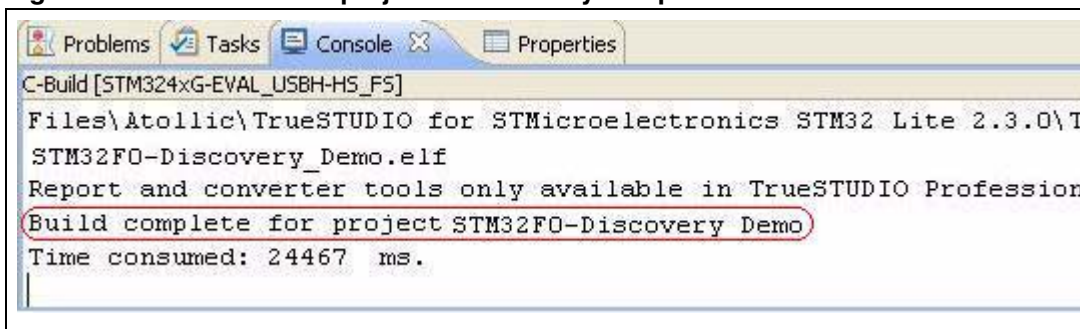 Problems Tasks Console Properties
C-Build [STM324xG-EVAL_USBH-HS_FS]
Files\Atollic\TrueSTUDIO for STMicroelectronics STM32 Lite 2.3.0\T
STM32F0-Discovery_Demo.elf
Report and converter tools only available in TrueSTUDIO Profession
Build complete for project STM32F0-Discovery Demo
Time consumed: 24467 ms.